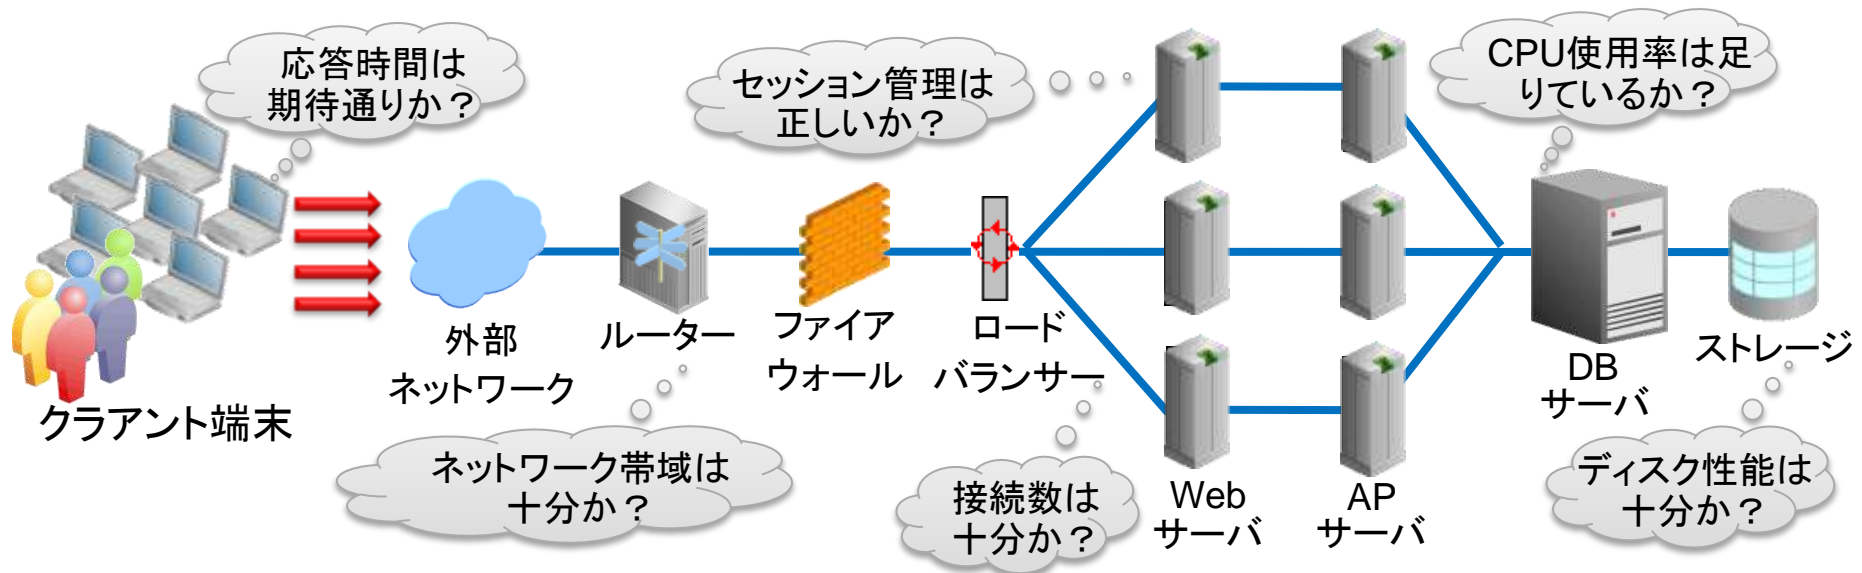 応答時間は
期待通りか？
セッション管理は
正しいか？
CPU使用率は足
りているか？
クラアント端末
外部
ネットワーク
ルーター
ファイア
ウォール
ロード
バランサー
Web
サーバ
AP
サーバ
DB
サーバ
ストレージ
ネットワーク帯域は
十分か？
接続数は
十分か？
ディスク性能は
十分か？